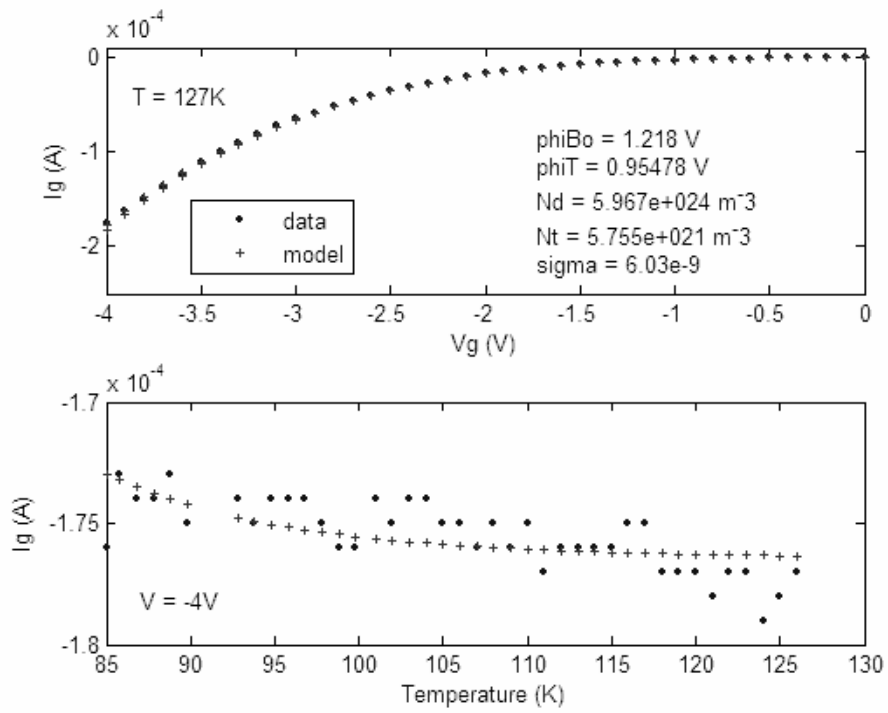 x 10-4
0
-1
-2
Ig (A)
T = 127K
phiBo = 1.218 V
phiT = 0.95478 V
Nd = 5.967e+024 m-3
Nt = 5.755e+021 m-3
sigma = 6.03e-9
data
model
-4 -3.5 -3 -2.5 -2 -1.5 -1 -0.5 0
Vg (V)
x 10-4
-1.7
-1.75
-1.8
Ig (A)
V = -4V
85 90 95 100 105 110 115 120 125 130
Temperature (K)